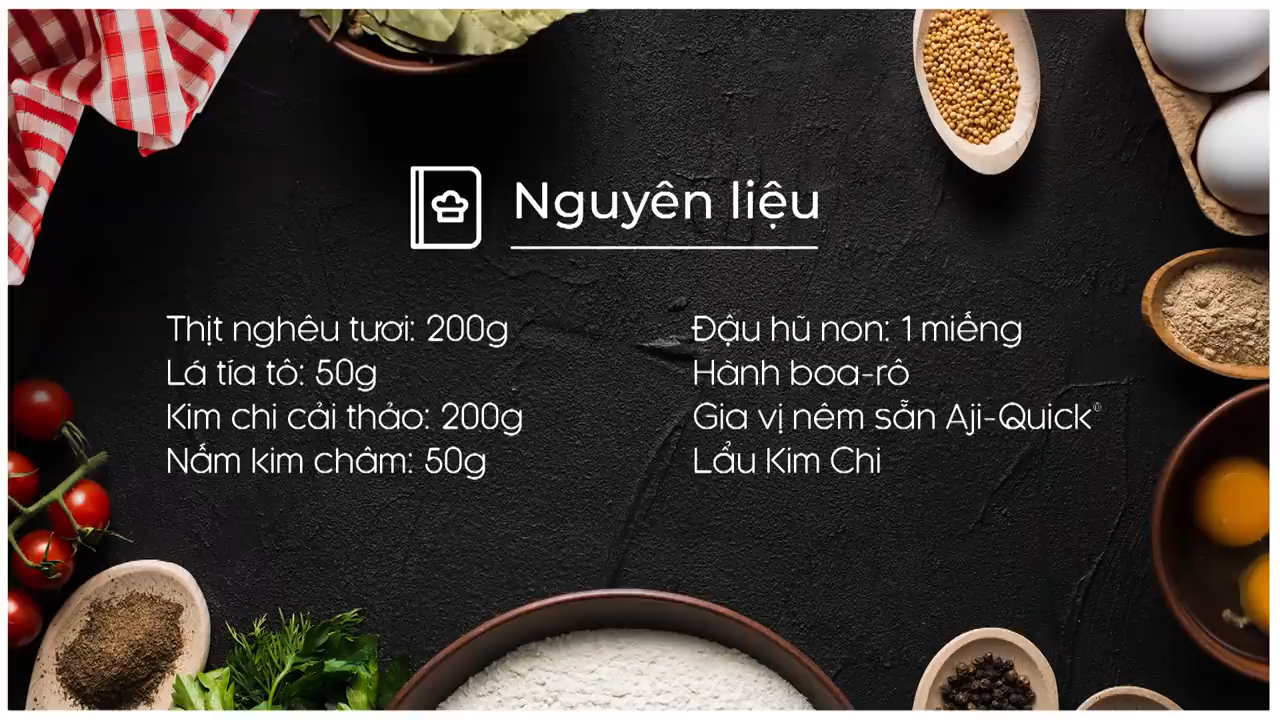 Nguyên liệu
Thịt nghêu tươi: 200g
Lá tía tô: 50g
Kim chi cải thảo: 200g
Nấm kim châm: 50g
Đậu hũ non: 1 miếng
Hành boa-rô
Gia vị nêm sẵn Aji-Quick®
Lẩu Kim Chi